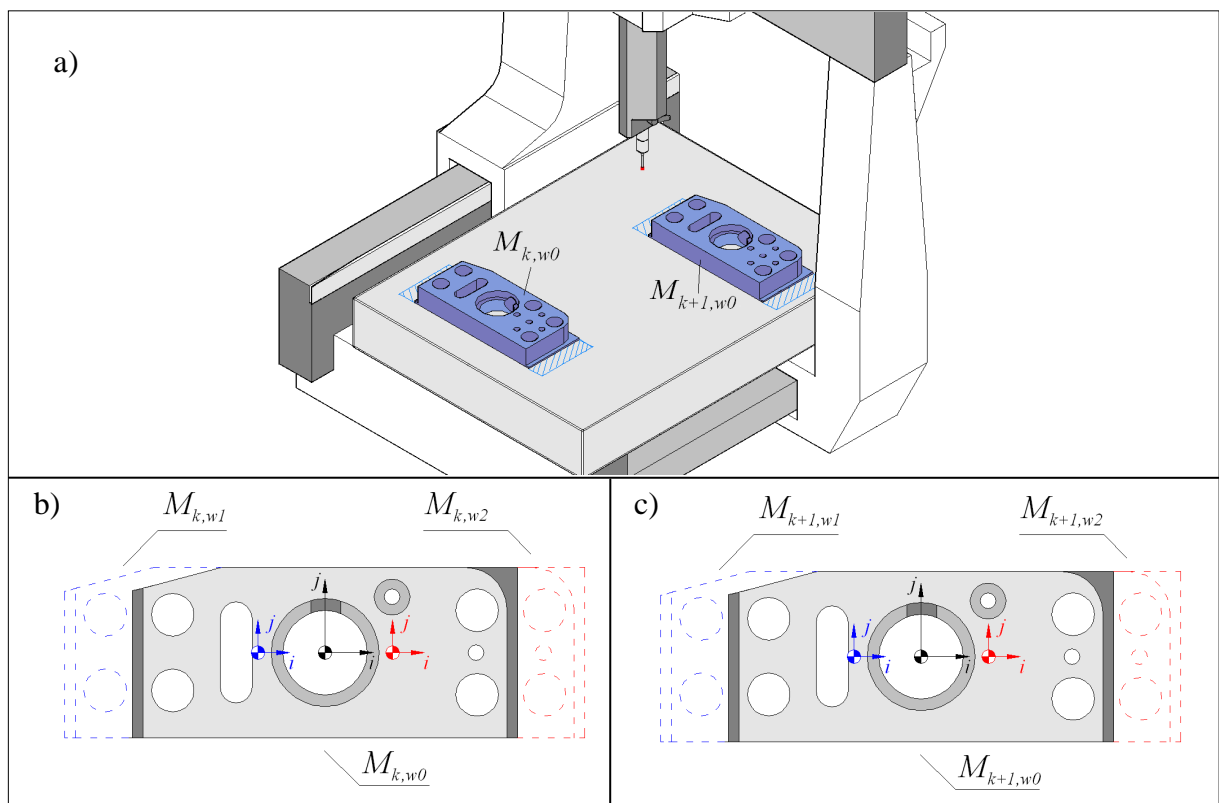 a)
M_{k,w0}
M_{k+1,w0}
b)
M_{k,w1}
M_{k,w2}
j
j
j
i
i
i
M_{k,w0}
c)
M_{k+1,w1}
M_{k+1,w2}
j
j
j
i
i
i
M_{k+1,w0}